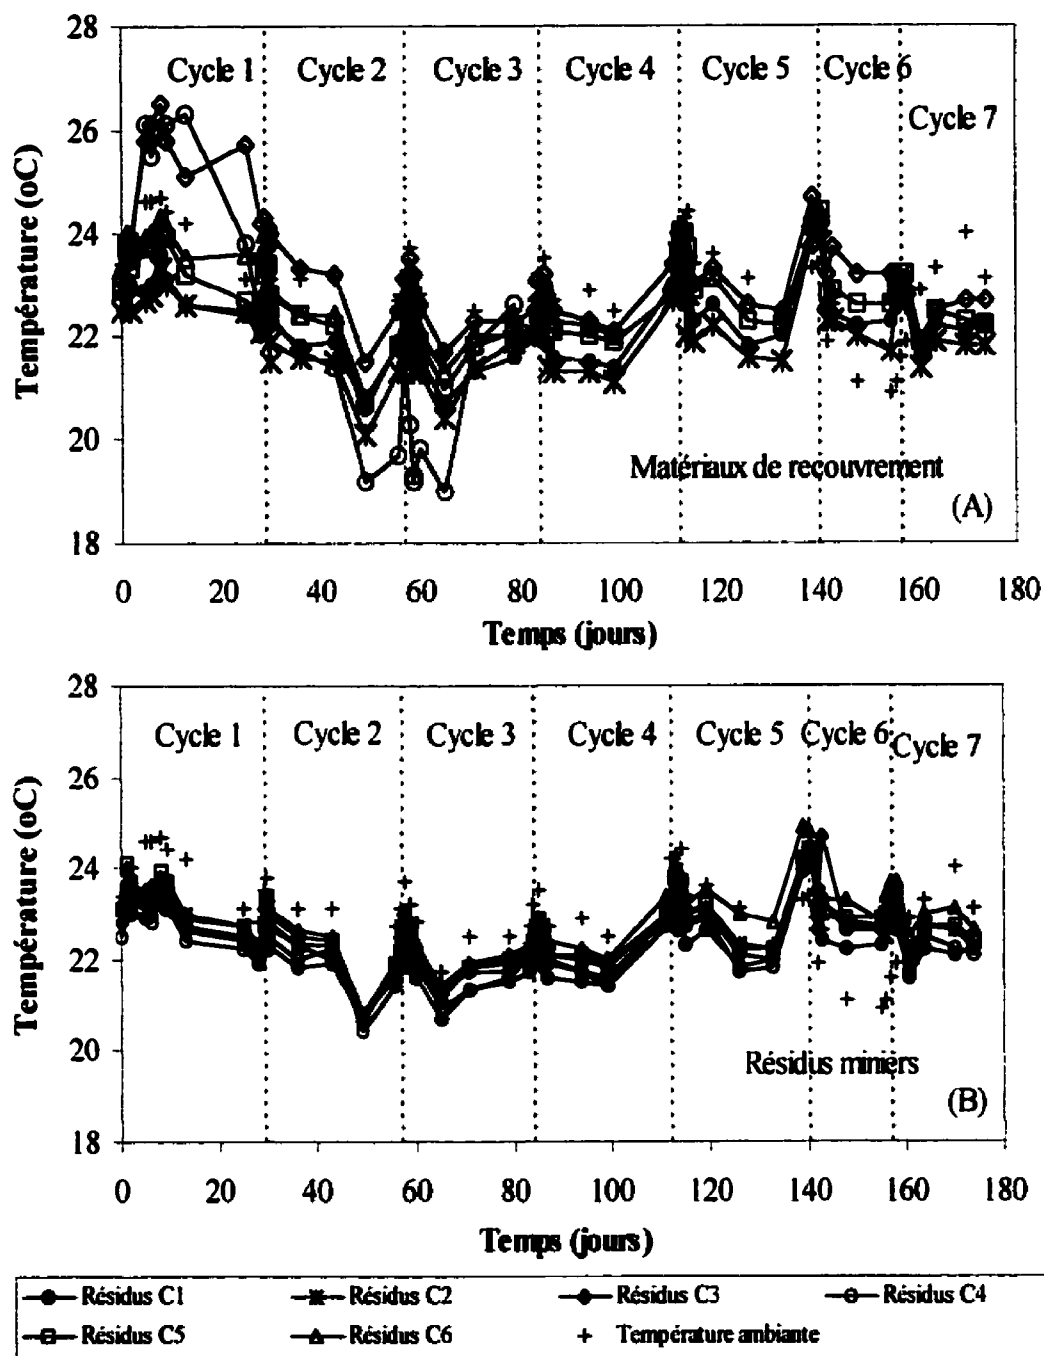 28
26
24
22
20
18
Température (oC)
Cycle 1
Cycle 2
Cycle 3
Cycle 4
Cycle 5
Cycle 6
Cycle 7
Matériaux de recouvrement
(A)
0 20 40 60 80 100 120 140 160 180
Temps (jours)
28
26
24
22
20
18
Température (oC)
Cycle 1
Cycle 2
Cycle 3
Cycle 4
Cycle 5
Cycle 6
Cycle 7
Résidus miniers
(B)
0 20 40 60 80 100 120 140 160 180
Temps (jours)
Résidus C1 Résidus C2 Résidus C3 Résidus C4
Résidus C5 Résidus C6 Température ambiante